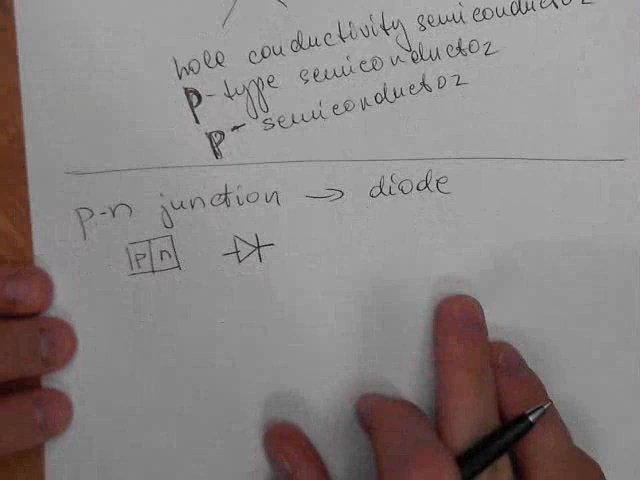 hole conductivity semiconductor
p-type semiconductor
p-semiconductor
p-n junction → diode
p n